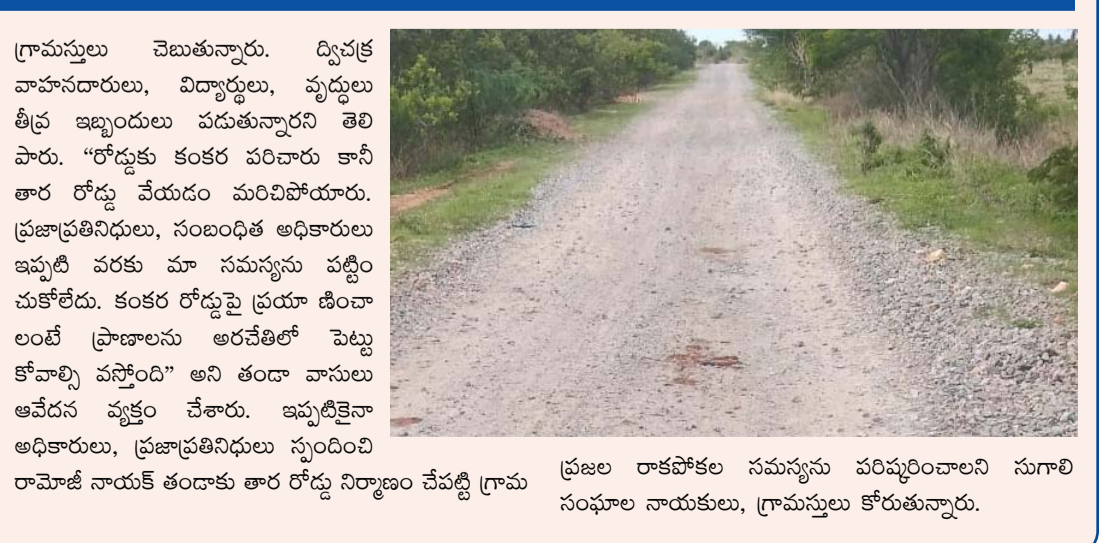 గ్రామస్తులు చెబుతున్నారు. ద్విచక్ర
వాహనదారులు, విద్యార్థులు, వృద్ధులు
తీవ్ర ఇబ్బందులు పడుతున్నారని తెలి
పారు. “రోడ్డుకు కంకర పరిచారు కానీ
తార రోడ్డు వేయడం మరిచిపోయారు.
ప్రజాప్రతినిధులు, సంబంధిత అధికారులు
ఇప్పటి వరకు మా సమస్యను పట్టిం
చుకోలేదు. కంకర రోడ్డుపై ప్రయా ణించా
లంటే ప్రాణాలను అరచేతిలో పెట్టు
కోవాల్సి వస్తోంది” అని తండా వాసులు
ఆవేదన వ్యక్తం చేశారు. ఇప్పటికైనా
అధికారులు, ప్రజాప్రతినిధులు స్పందించి
రామోజీ నాయక్ తండాకు తార రోడ్డు నిర్మాణం చేపట్టి గ్రామ
ప్రజల రాకపోకల సమస్యను పరిష్కరించాలని సుగాలి
సంఘాల నాయకులు, గ్రామస్తులు కోరుతున్నారు.